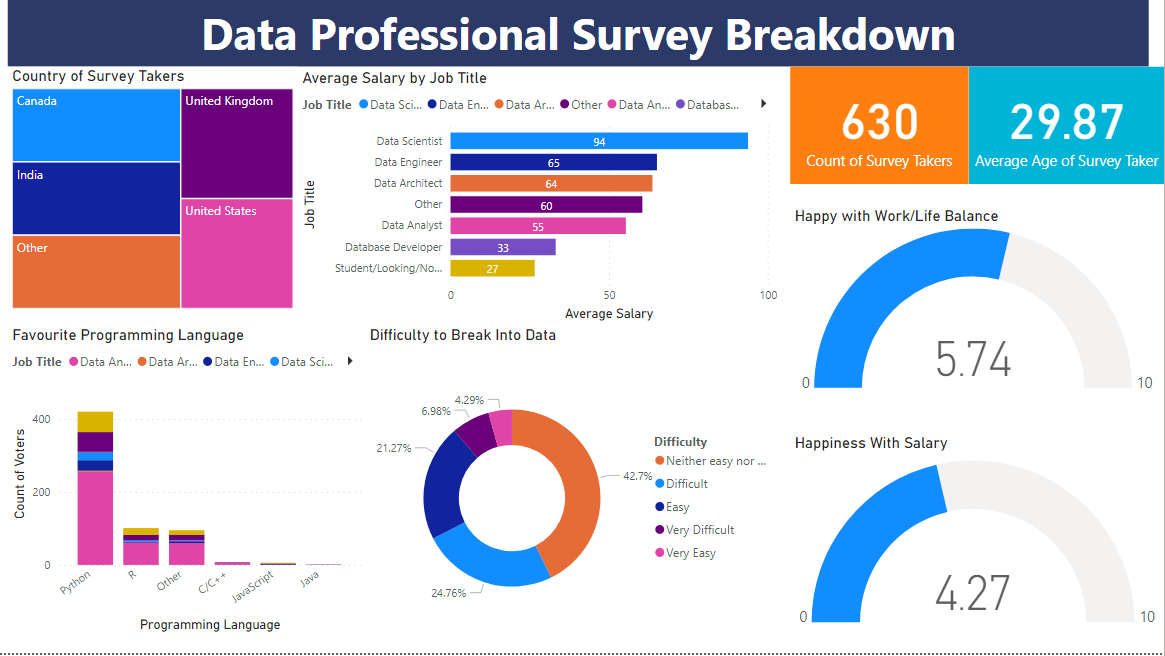 Data Professional Survey Breakdown
Country of Survey Takers
Canada
India
Other
United Kingdom
United States
Average Salary by Job Title
Job Title Data Sci... Data En... Data Ar... Other Data An... Databas...
Job Title
Data Scientist 94
Data Engineer 65
Data Architect 64
Other 60
Data Analyst 55
Database Developer 33
Student/Looking/No... 27
0 50 100
Average Salary
630
Count of Survey Takers
29.87
Average Age of Survey Taker
Happy with Work/Life Balance
5.74
0 10
Favourite Programming Language
Job Title Data An... Data Ar... Data En... Data Sci...
Count of Voters
400
200
0
Python R Other C/C++ JavaScript Java
Programming Language
Difficulty to Break Into Data
4.29%
6.98%
21.27%
42.7%
24.76%
Difficulty
Neither easy nor ...
Difficult
Easy
Very Difficult
Very Easy
Happiness With Salary
4.27
0 10